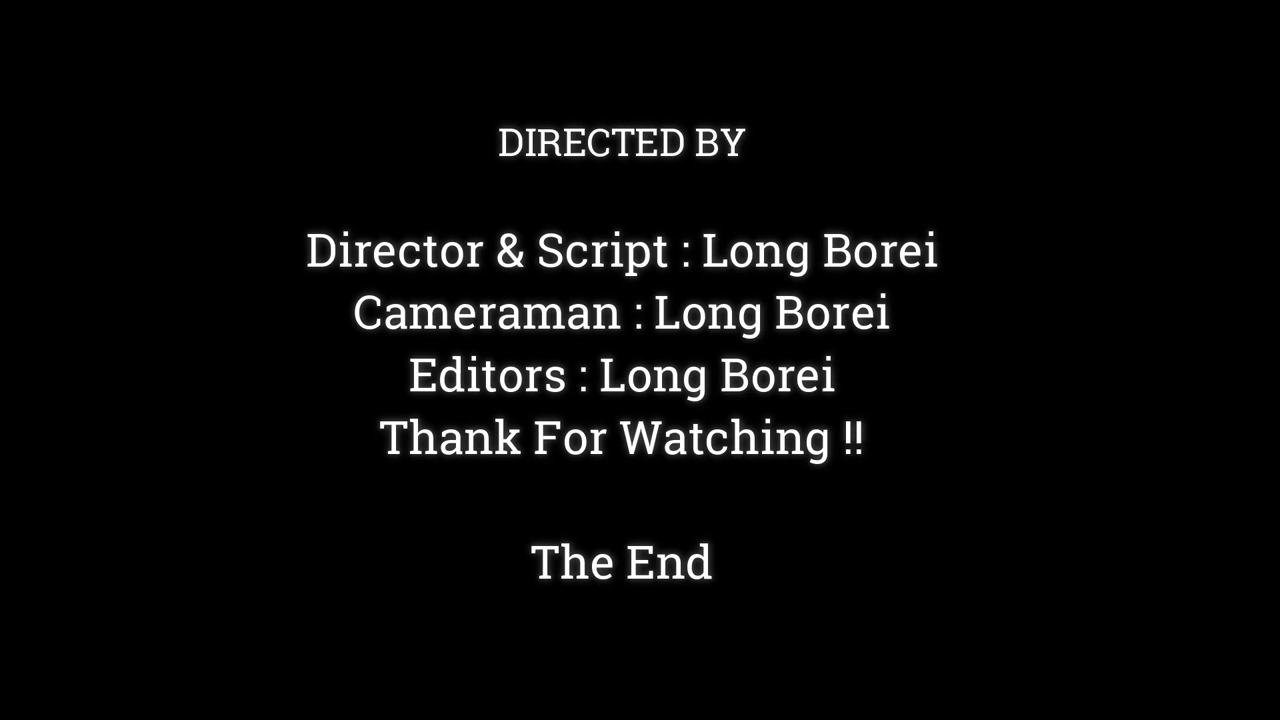 DIRECTED BY
Director & Script : Long Borei
Cameraman : Long Borei
Editors : Long Borei
Thank For Watching !!
The End